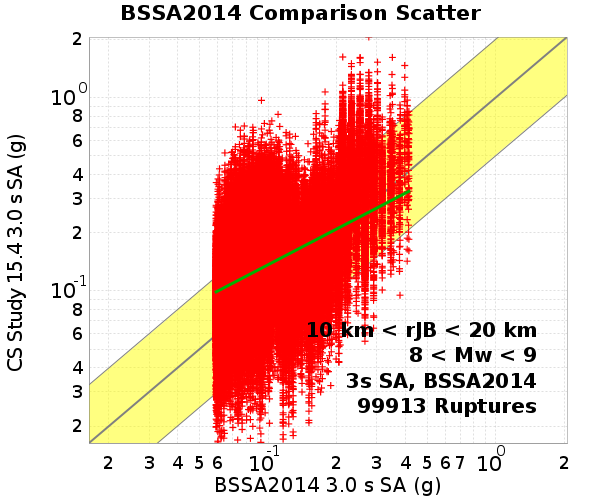 BSSA2014 Comparison Scatter
2
10^0
8
6
4
3
2
10^-1
8
6
4
3
2
CS Study 15.4 3.0 s SA (g)
10 km < rJB < 20 km
8 < Mw < 9
3s SA, BSSA2014
99913 Ruptures
2 3 4 5 6 10^-1 2 3 4 5 6 7 10^0 2
BSSA2014 3.0 s SA (g)